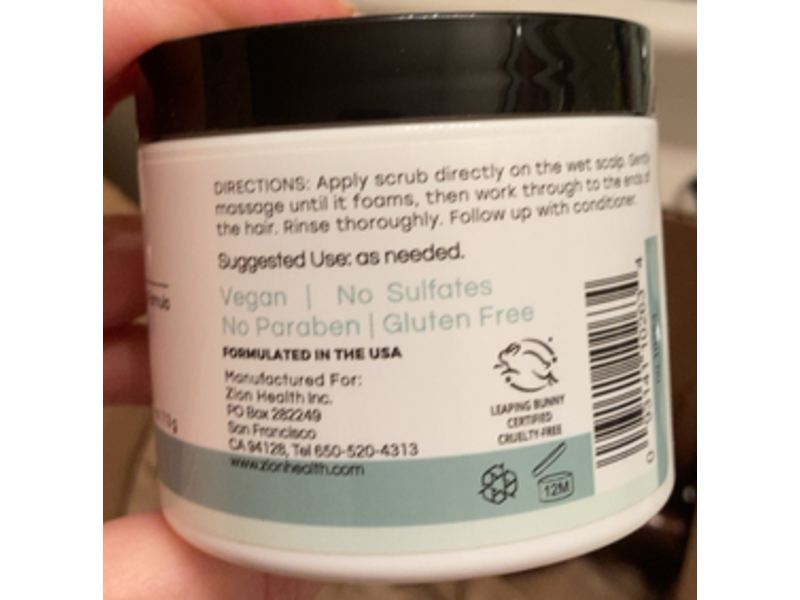 DIRECTIONS: Apply scrub directly on the wet scalp. Gently
massage until it foams, then work through to the ends of
the hair. Rinse thoroughly. Follow up with conditioner.
Suggested Use: as needed.
Vegan | No Sulfates
No Paraben | Gluten Free
FORMULATED IN THE USA
Manufactured For:
Zion Health Inc.
PO Box 282249
San Francisco
CA 94128, Tel 650-520-4313
www.zionhealth.com
LEAPING BUNNY
CERTIFIED
CRUELTY-FREE
12M